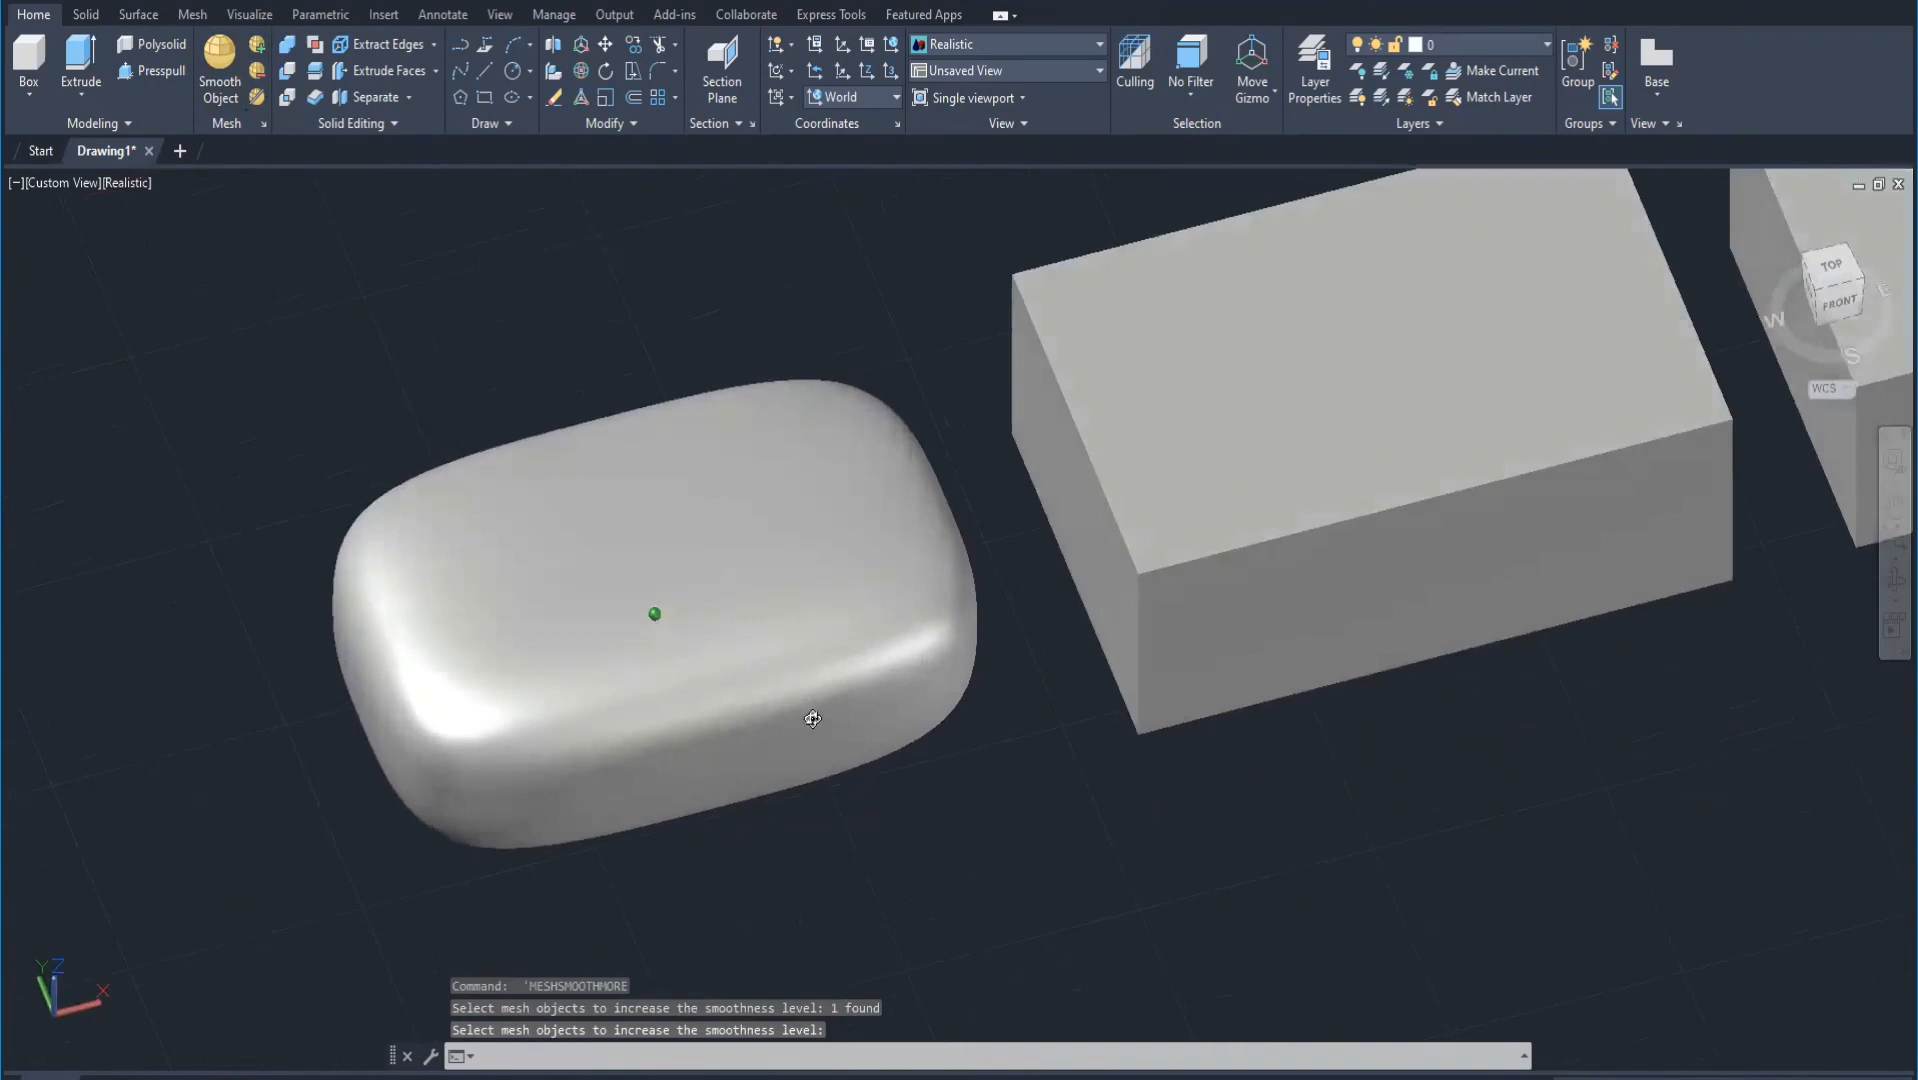 Home Solid Surface Mesh Visualize Parametric Insert Annotate View Manage Output Add-ins Collaborate Express Tools Featured Apps
Box
Extrude
Polysolid
Presspull
Modeling
Smooth
Object
Mesh
Extract Edges
Extrude Faces
Separate
Solid Editing
Draw
Modify
Section
Plane
Section
World
Coordinates
Realistic
Unsaved View
Single viewport
View
Culling
No Filter
Move
Gizmo
Selection
Layer
Properties
0
Make Current
Match Layer
Layers
Group
Groups
Base
View
Start
Drawing1*
[−][Custom View][Realistic]
TOP
FRONT
W
S
E
WCS
Y
Z
X
Command: 'MESHSMOOTHMORE
Select mesh objects to increase the smoothness level: 1 found
Select mesh objects to increase the smoothness level: